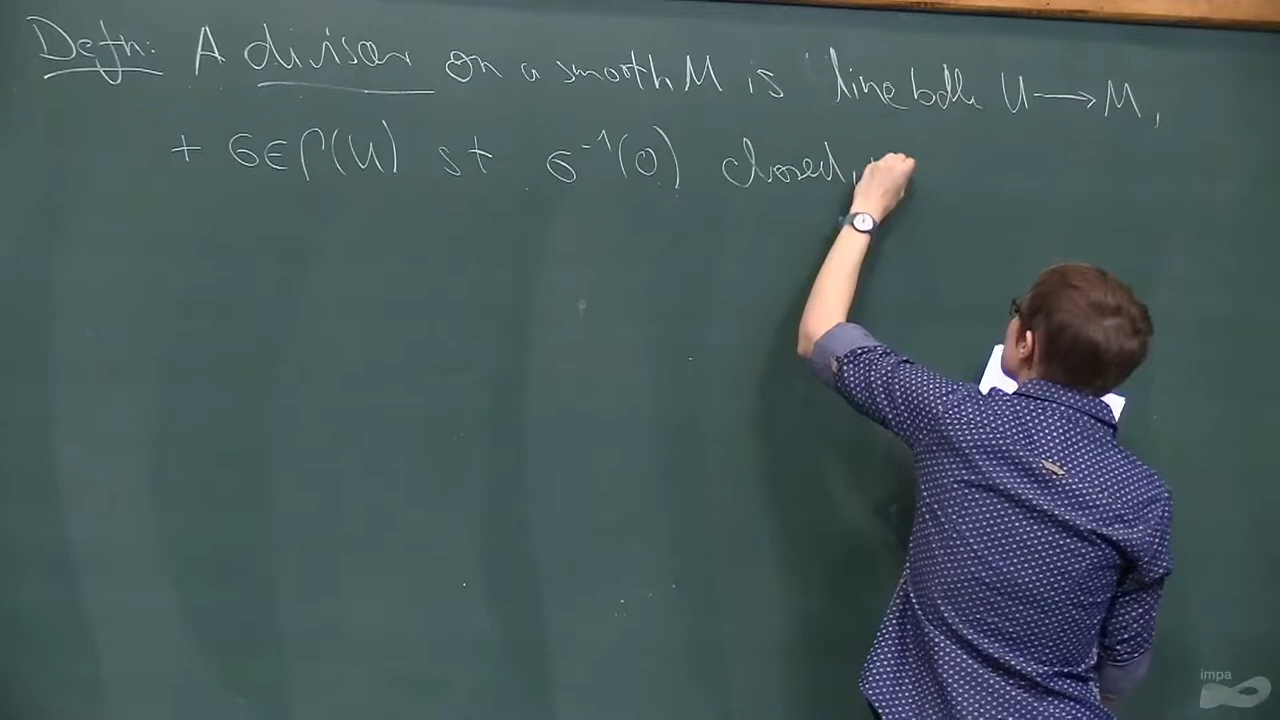 Defn: A divisor on a smooth M is line bdle U → M,
+ σ∈Γ(U) st σ⁻¹(0) closed,
impa